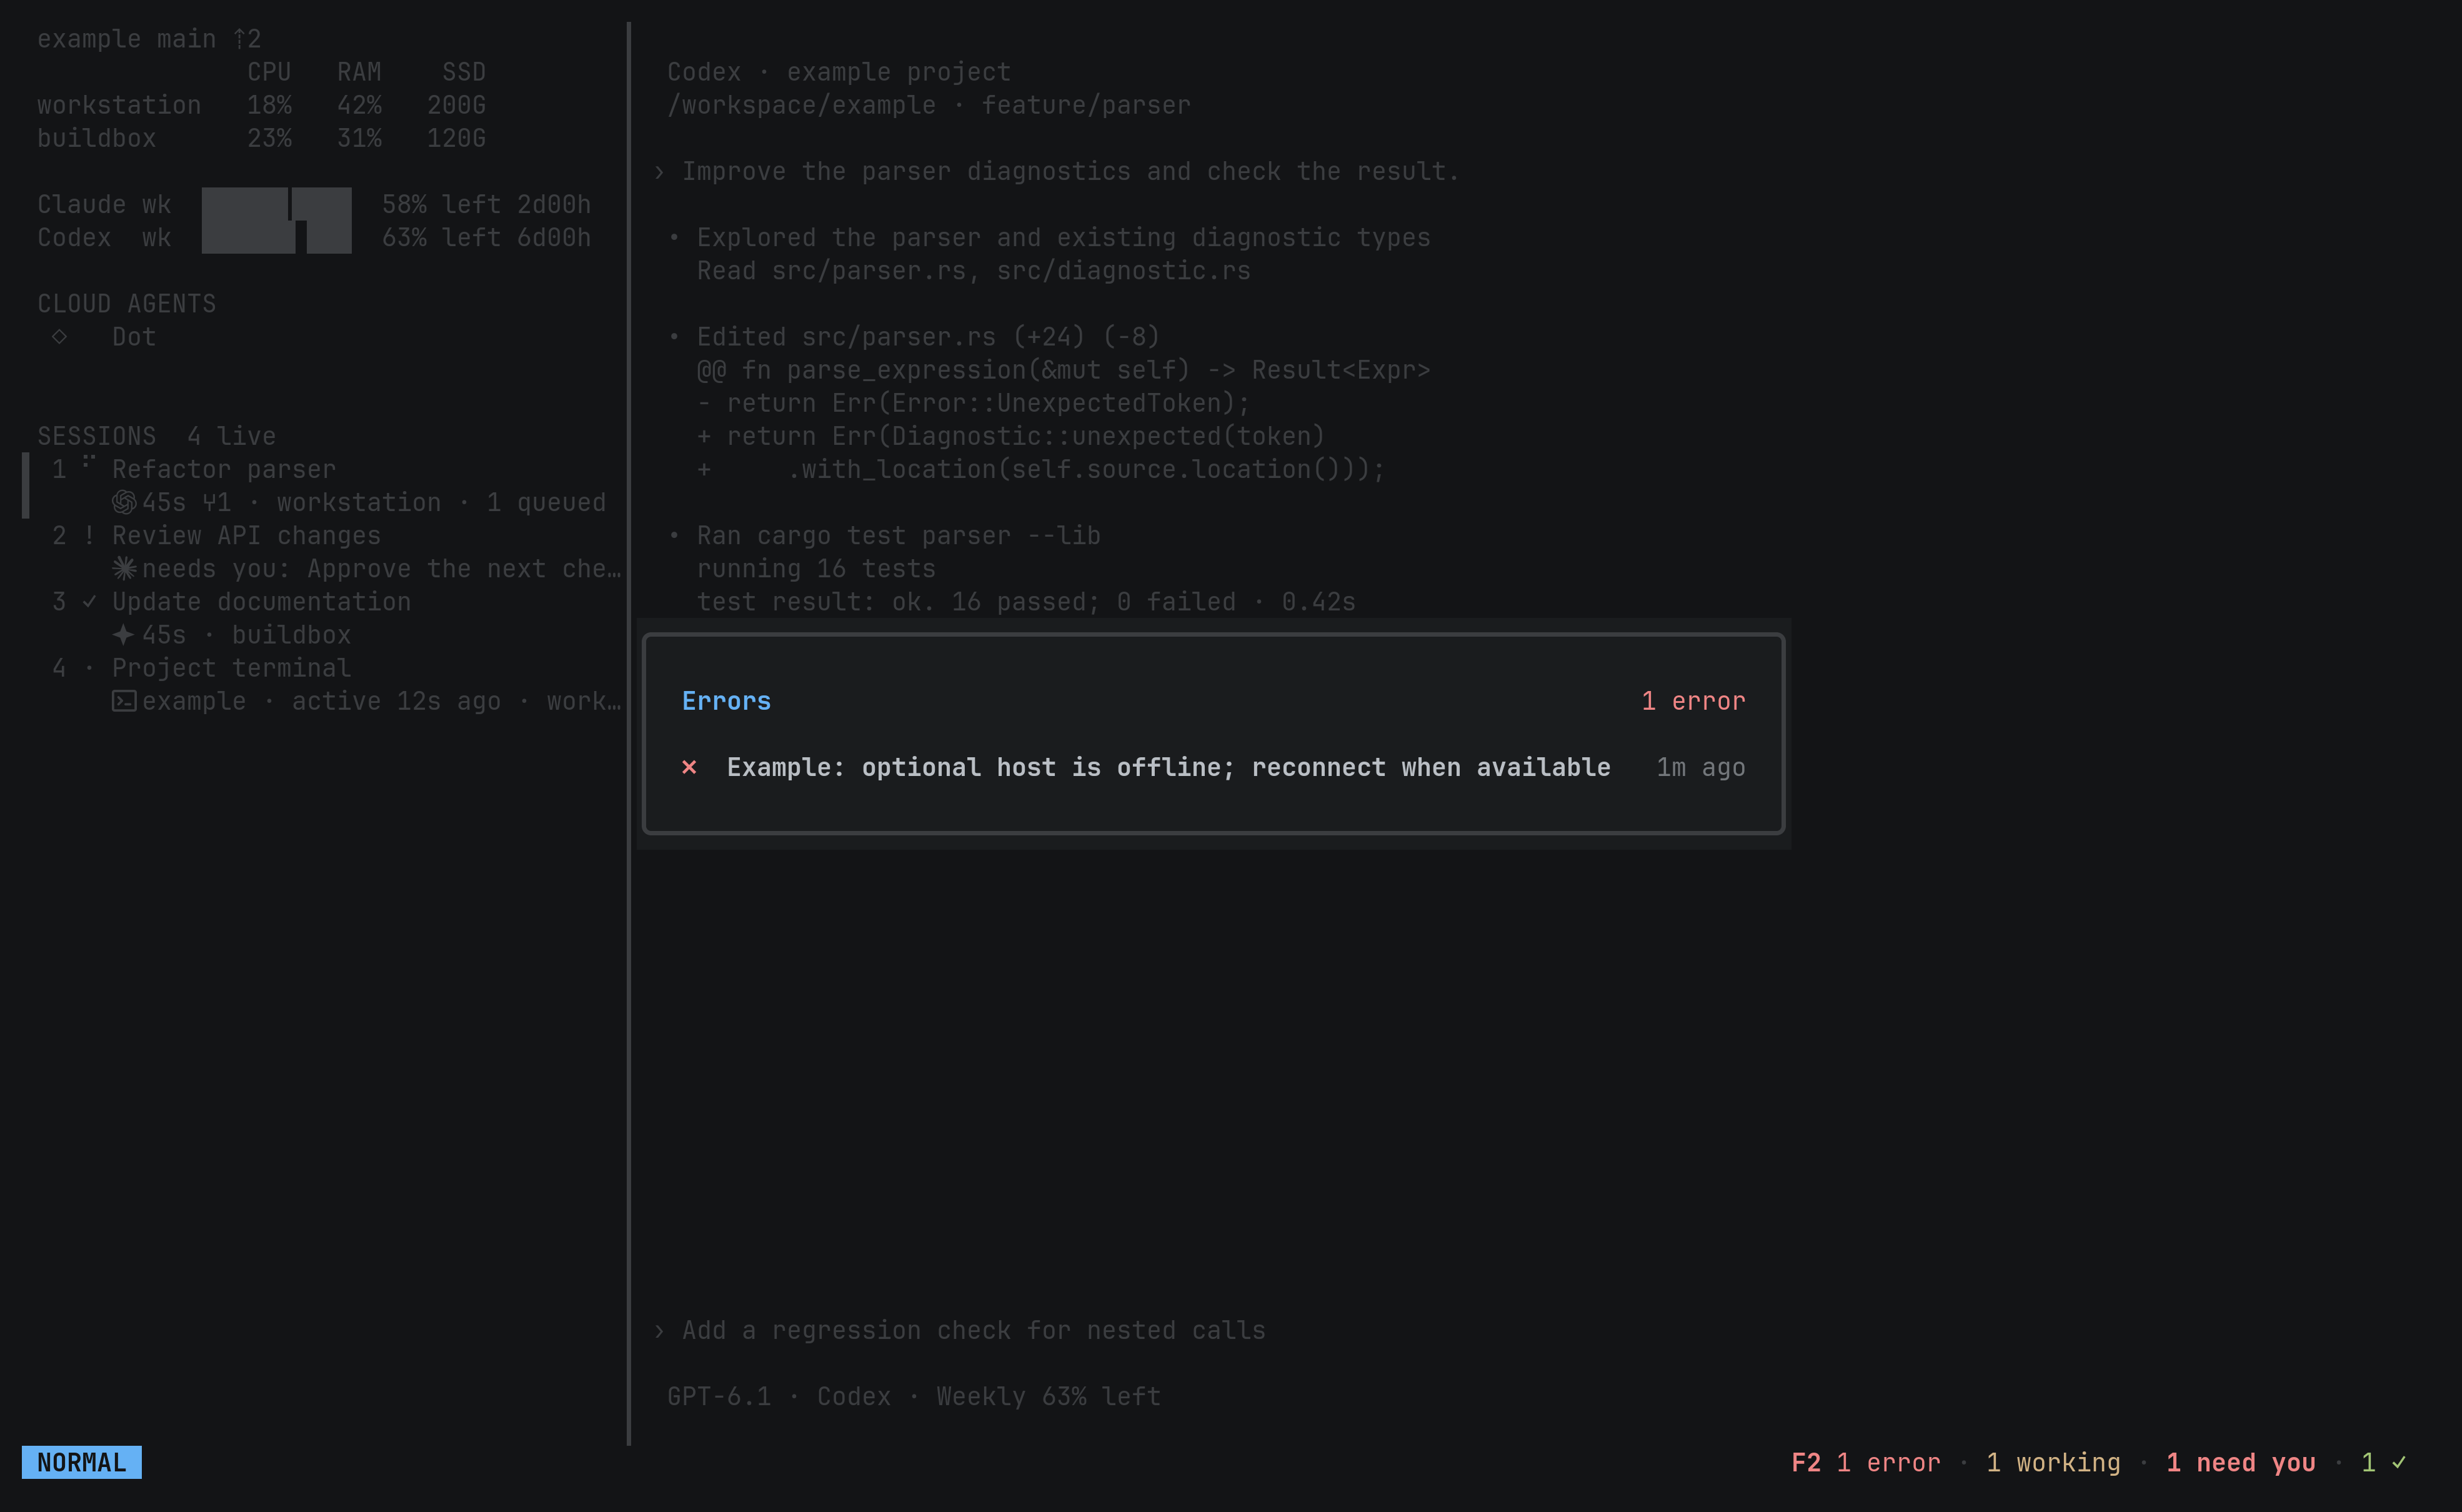 example main ⇡2
CPU RAM SSD
workstation 18% 42% 200G
buildbox 23% 31% 120G
Claude wk 58% left 2d00h
Codex wk 63% left 6d00h
CLOUD AGENTS
◇ Dot
SESSIONS 4 live
1 ⠋ Refactor parser
45s ⑂1 · workstation · 1 queued
2 ! Review API changes
needs you: Approve the next che…
3 ✓ Update documentation
45s · buildbox
4 · Project terminal
example · active 12s ago · work…
Codex · example project
/workspace/example · feature/parser
› Improve the parser diagnostics and check the result.
• Explored the parser and existing diagnostic types
Read src/parser.rs, src/diagnostic.rs
• Edited src/parser.rs (+24) (-8)
@@ fn parse_expression(&mut self) -> Result<Expr>
- return Err(Error::UnexpectedToken);
+ return Err(Diagnostic::unexpected(token)
+ .with_location(self.source.location()));
• Ran cargo test parser --lib
running 16 tests
test result: ok. 16 passed; 0 failed · 0.42s
Errors 1 error
× Example: optional host is offline; reconnect when available 1m ago
› Add a regression check for nested calls
GPT-6.1 · Codex · Weekly 63% left
NORMAL F2 1 error · 1 working · 1 need you · 1 ✓